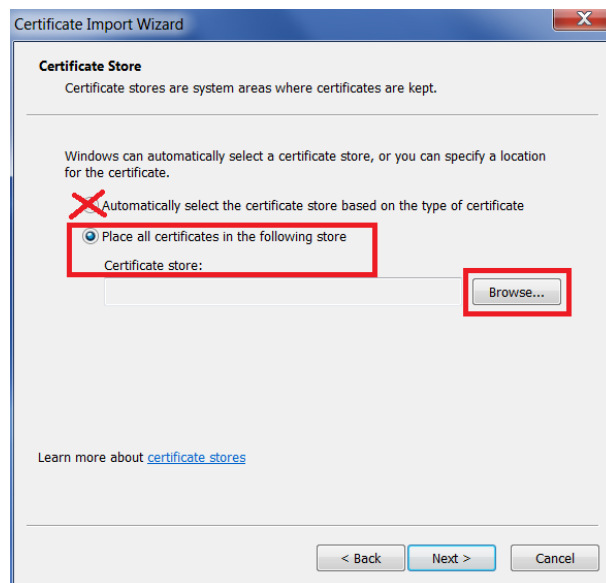 Certificate Import Wizard
X
Certificate Store
Certificate stores are system areas where certificates are kept.
Windows can automatically select a certificate store, or you can specify a location
for the certificate.
Automatically select the certificate store based on the type of certificate
Place all certificates in the following store
Certificate store:
Browse...
Learn more about certificate stores
< Back Next > Cancel